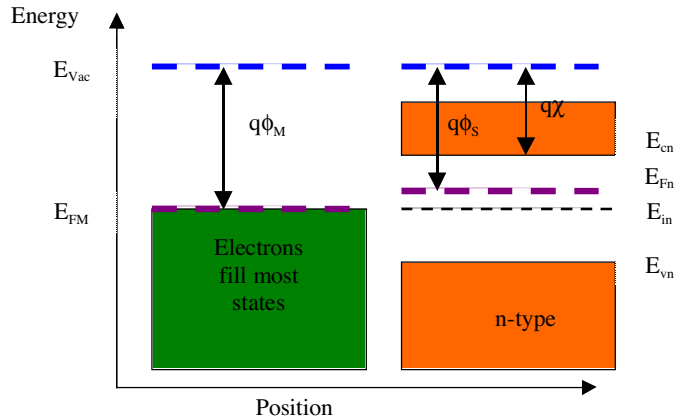 Energy
E_Vac
qϕ_M
qϕ_S
qχ
E_cn
E_Fn
E_FM
E_in
Electrons
fill most
states
E_vn
n-type
Position